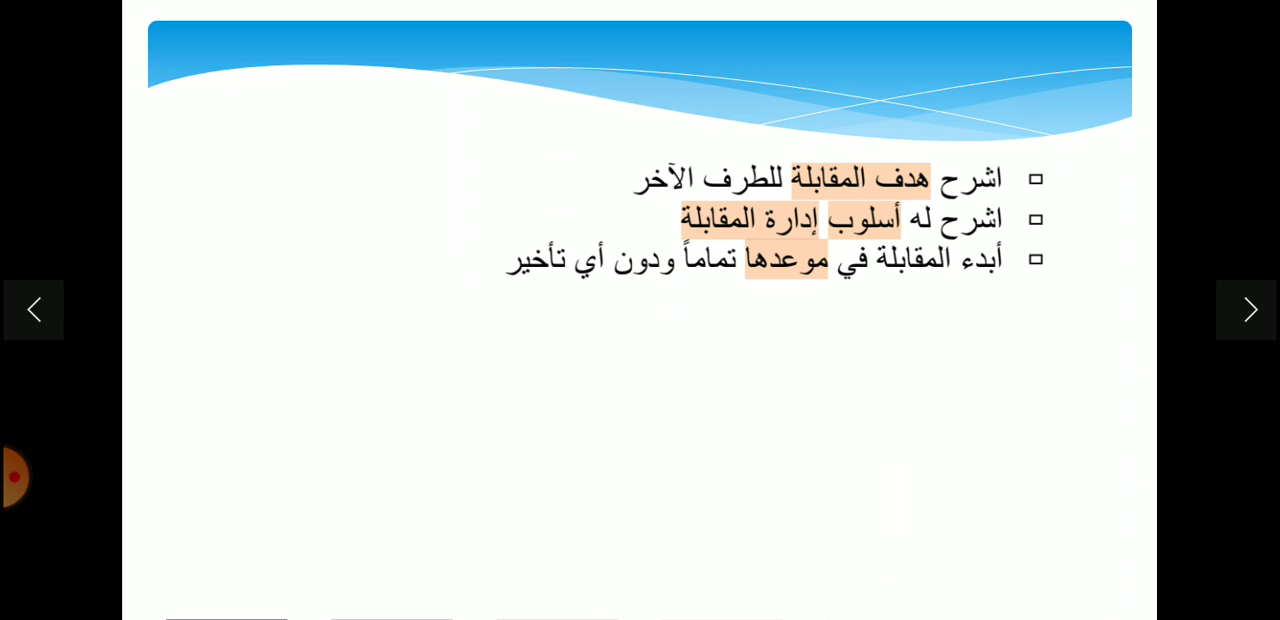 اشرح هدف المقابلة للطرف الآخر
اشرح له أسلوب إدارة المقابلة
أبدء المقابلة في موعدها تماماً ودون أي تأخير